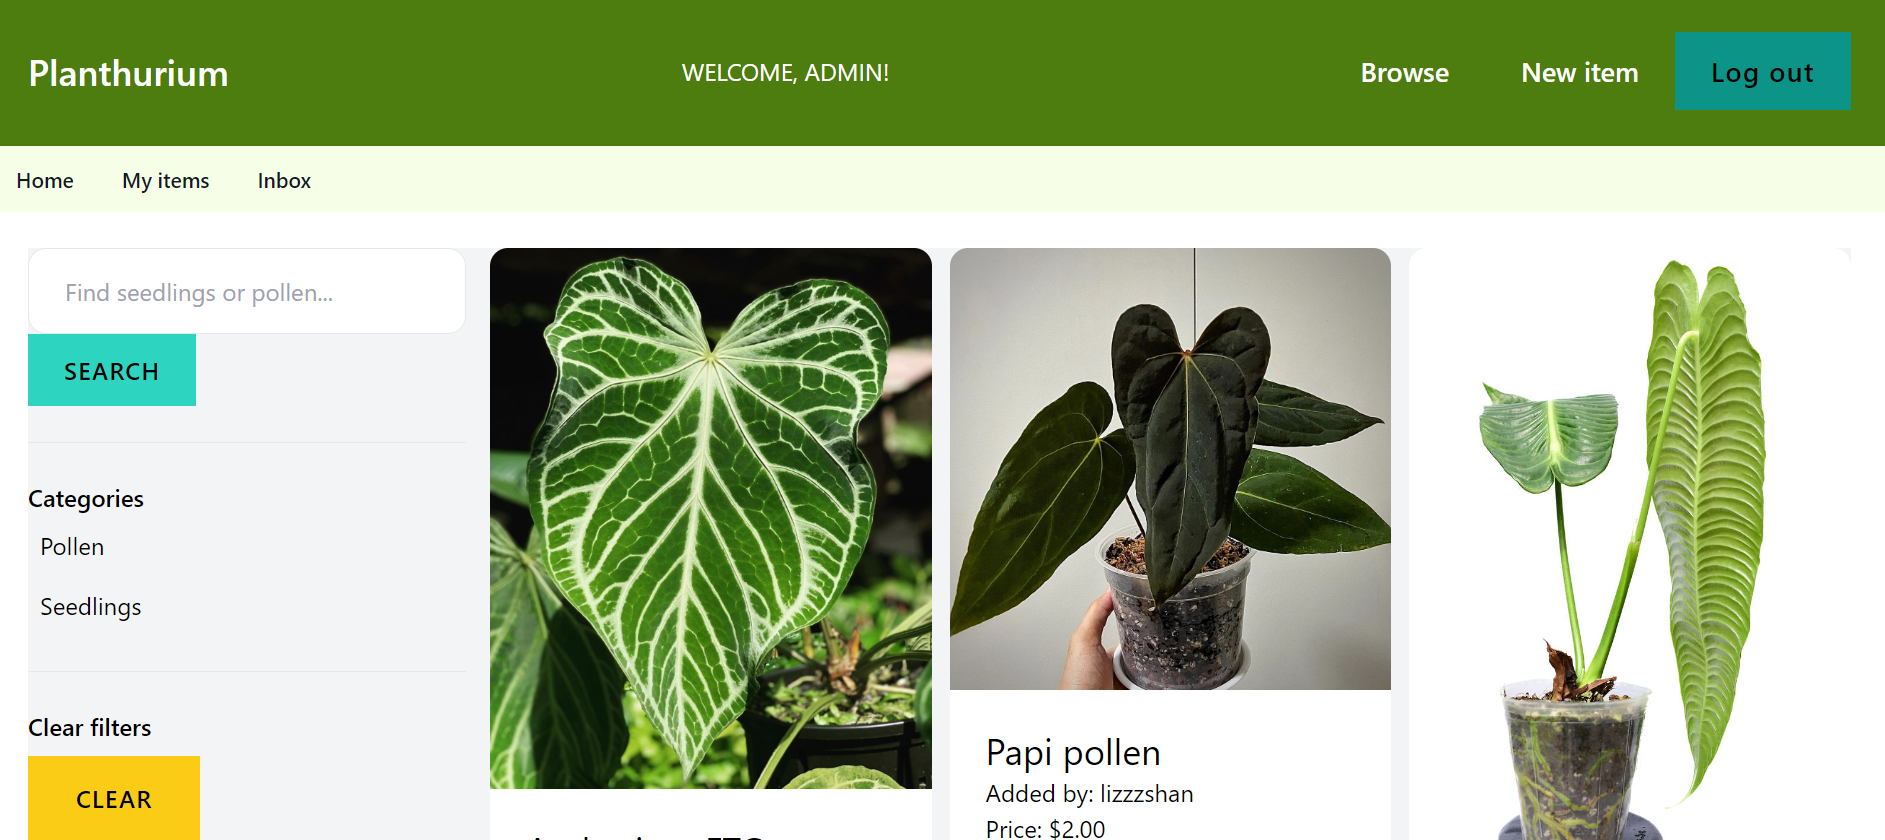 Planthurium
WELCOME, ADMIN!
Browse
New item
Log out
Home
My items
Inbox
Find seedlings or pollen...
SEARCH
Categories
Pollen
Seedlings
Clear filters
CLEAR
Papi pollen
Added by: lizzzshan
Price: $2.00